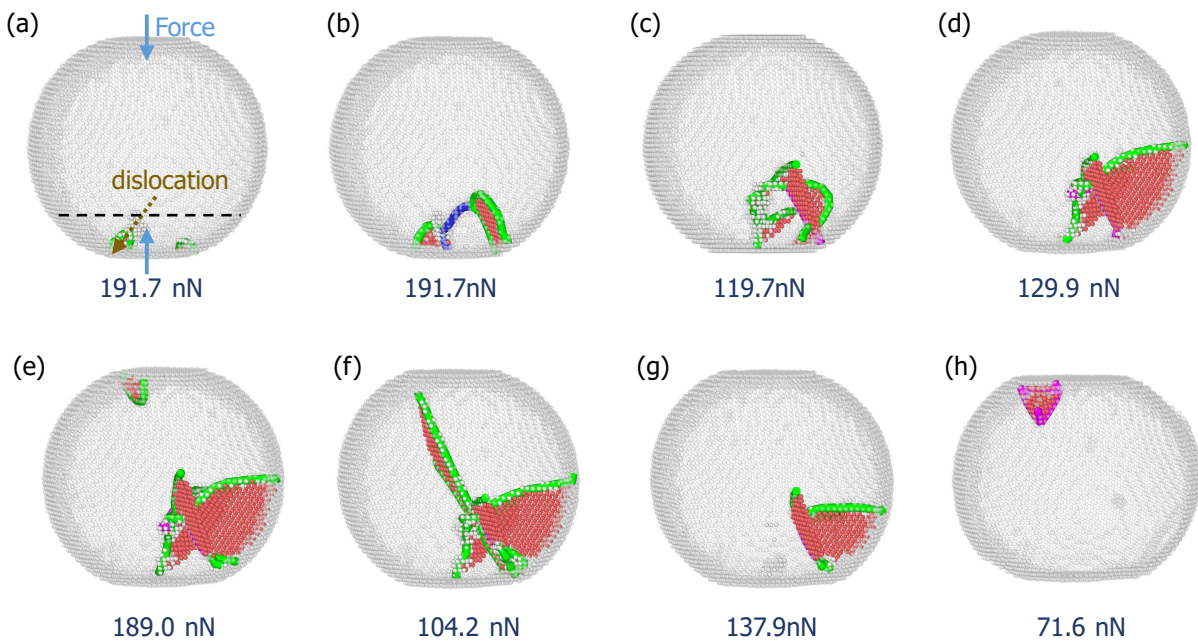 (a)
Force
(b)
(c)
(d)
dislocation
191.7 nN
191.7nN
119.7nN
129.9 nN
(e)
(f)
(g)
(h)
189.0 nN
104.2 nN
137.9nN
71.6 nN